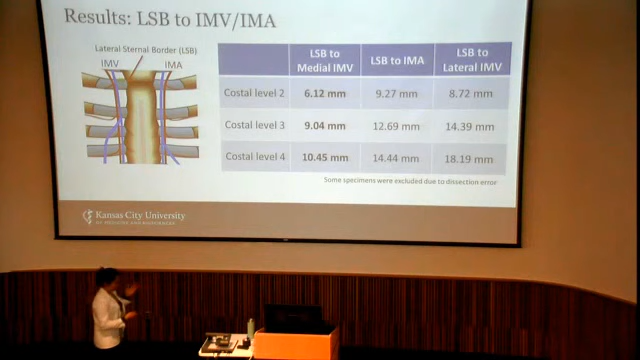 Results: LSB to IMV/IMA
Lateral Sternal Border (LSB)
IMV IMA
LSB to Medial IMV LSB to IMA LSB to Lateral IMV
Costal level 2 6.12 mm 9.27 mm 8.72 mm
Costal level 3 9.04 mm 12.69 mm 14.39 mm
Costal level 4 10.45 mm 14.44 mm 18.19 mm
Some specimens were excluded due to dissection error
Kansas City University